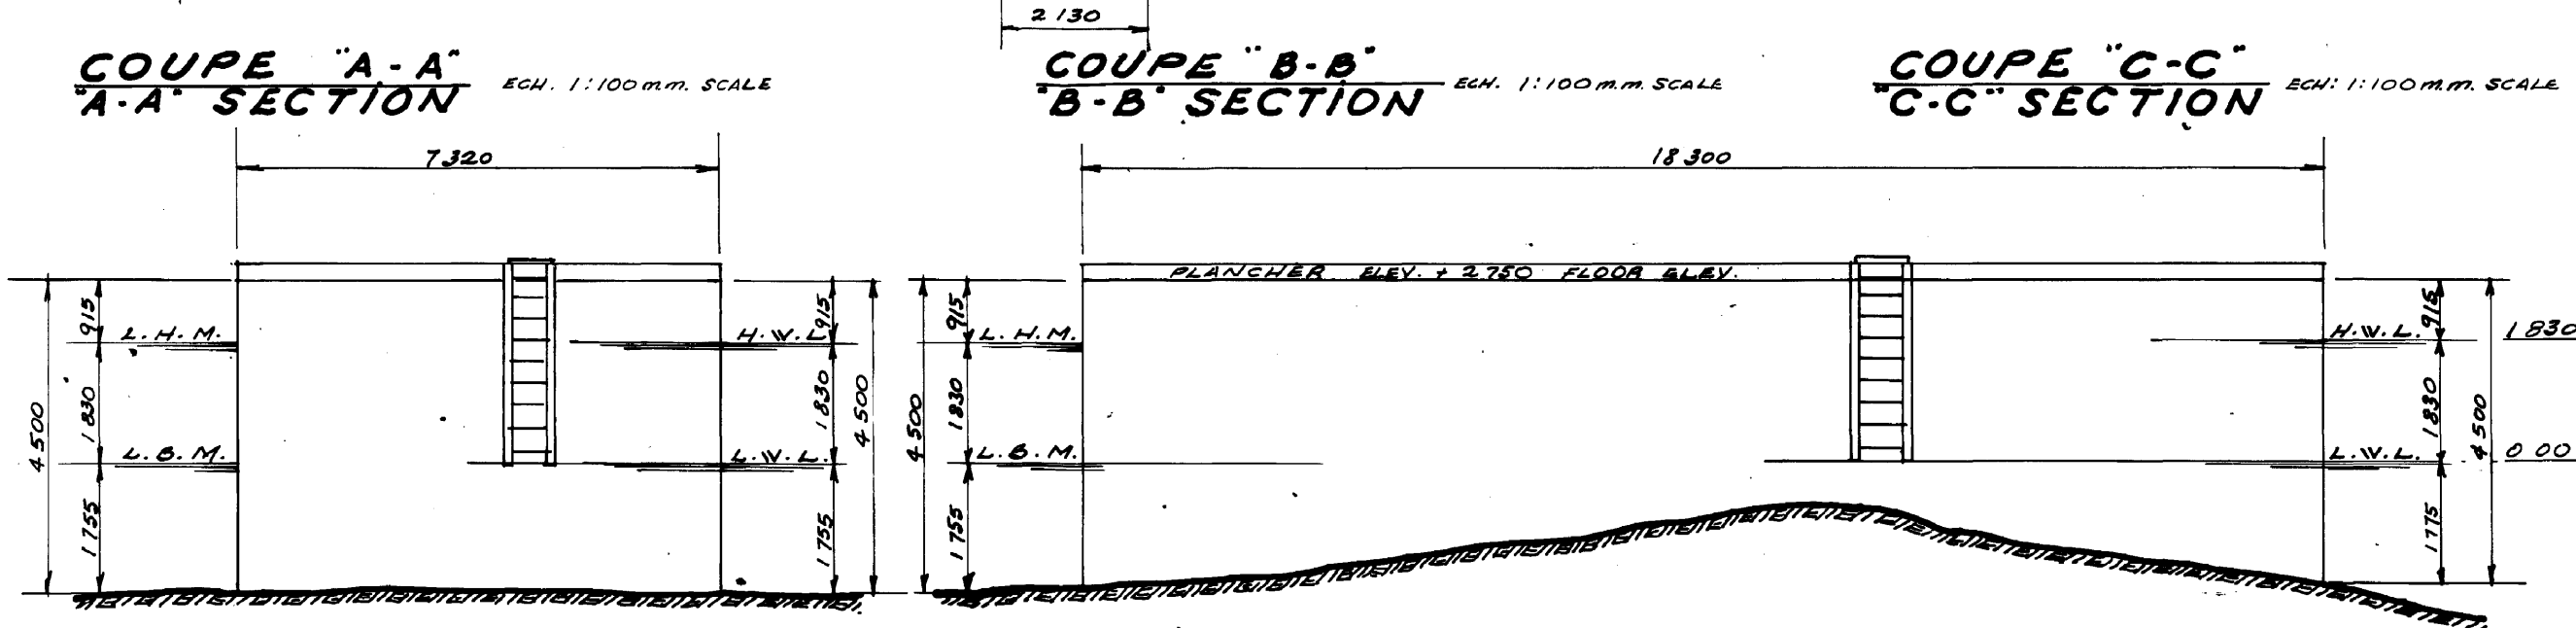 2 130
COUPE "A-A"
"A-A" SECTION
ECH. 1:100 m.m. SCALE
COUPE "B-B"
"B-B" SECTION
ECH. 1:100 m.m. SCALE
COUPE "C-C"
"C-C" SECTION
ECH: 1:100 m.m. SCALE
7 320
4 500
915
1 830
1 755
L. H. M.
L. B. M.
H. W. L.
L. W. L.
915
1 830
1 755
4 500
18 300
PLANCHER ELEV. + 2.750 FLOOR ELEV.
4 500
915
1 830
1 755
L. H. M.
L. B. M.
H. W. L.
L. W. L.
915
1 830
1 775
4 500
1.830
0 00